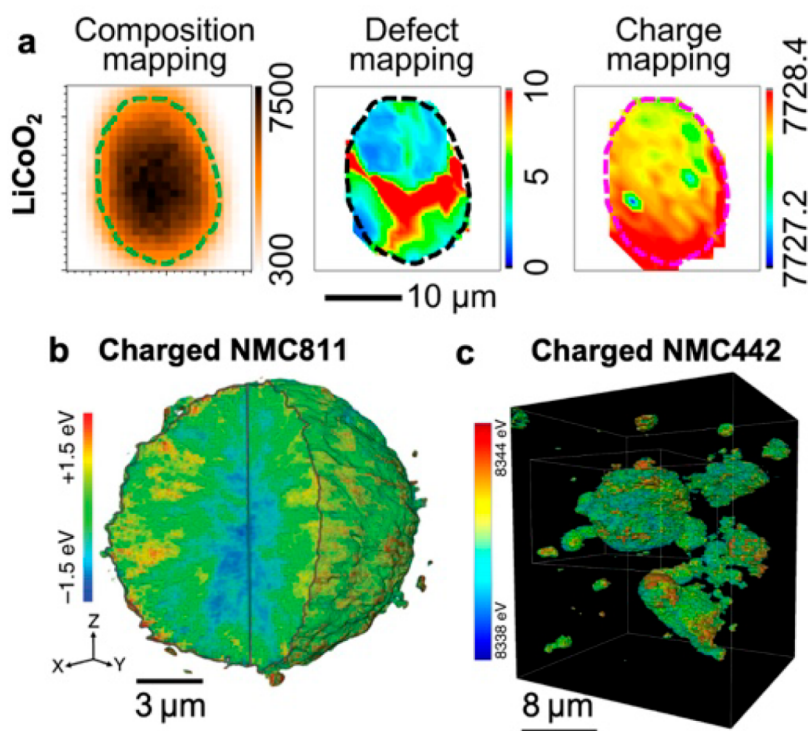 a
Composition
mapping
Defect
mapping
Charge
mapping
LiCoO₂
7500
300
10
5
0
7728.4
7727.2
10 μm
b Charged NMC811
+1.5 eV
−1.5 eV
Z
X
Y
3 μm
c Charged NMC442
8344 eV
8338 eV
8 μm